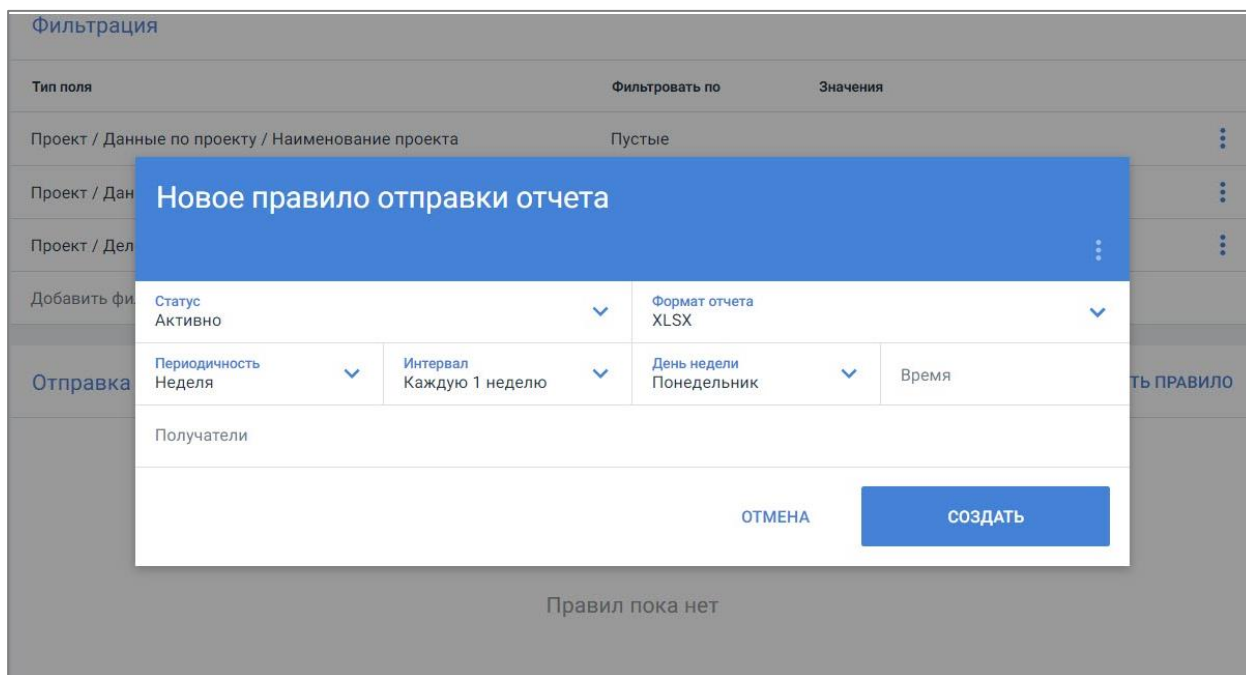 Фильтрация
Тип поля Фильтровать по Значения
Проект / Данные по проекту / Наименование проекта Пустые
Проект / Дан
Проект / Дел
Добавить фи
Новое правило отправки отчета
Статус Формат отчета
Активно XLSX
Периодичность Интервал День недели
Неделя Каждую 1 неделю Понедельник Время
Получатели
ОТМЕНА СОЗДАТЬ
Отправка ТЬ ПРАВИЛО
Правил пока нет